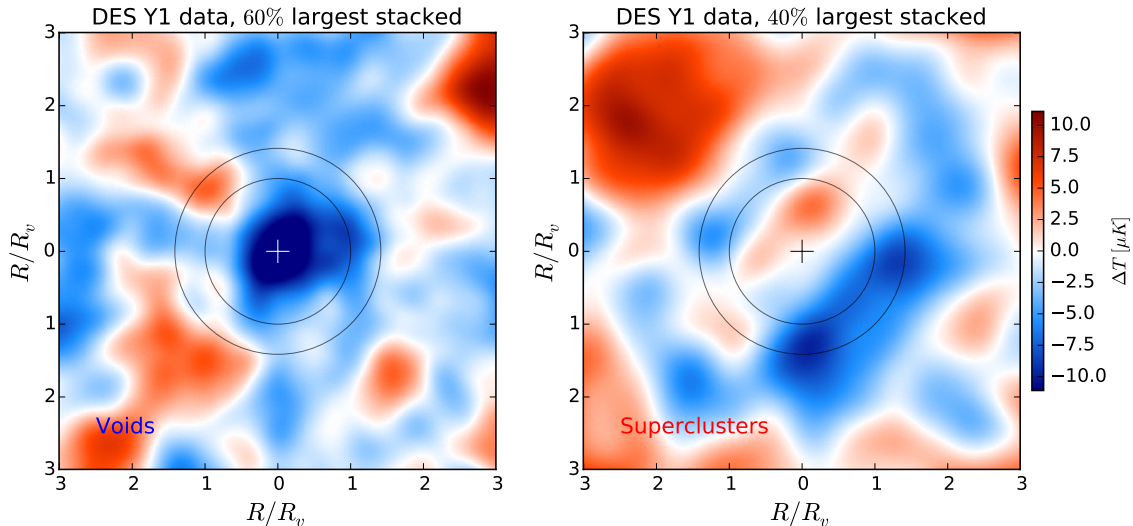 DES Y1 data, 60% largest stacked
3
2
1
0
1
2
3
R/R_v
Voids
3 2 1 0 1 2 3
R/R_v
DES Y1 data, 40% largest stacked
3
2
1
0
1
2
3
R/R_v
Superclusters
3 2 1 0 1 2 3
R/R_v
10.0
7.5
5.0
2.5
0.0
−2.5
−5.0
−7.5
−10.0
ΔT [μK]